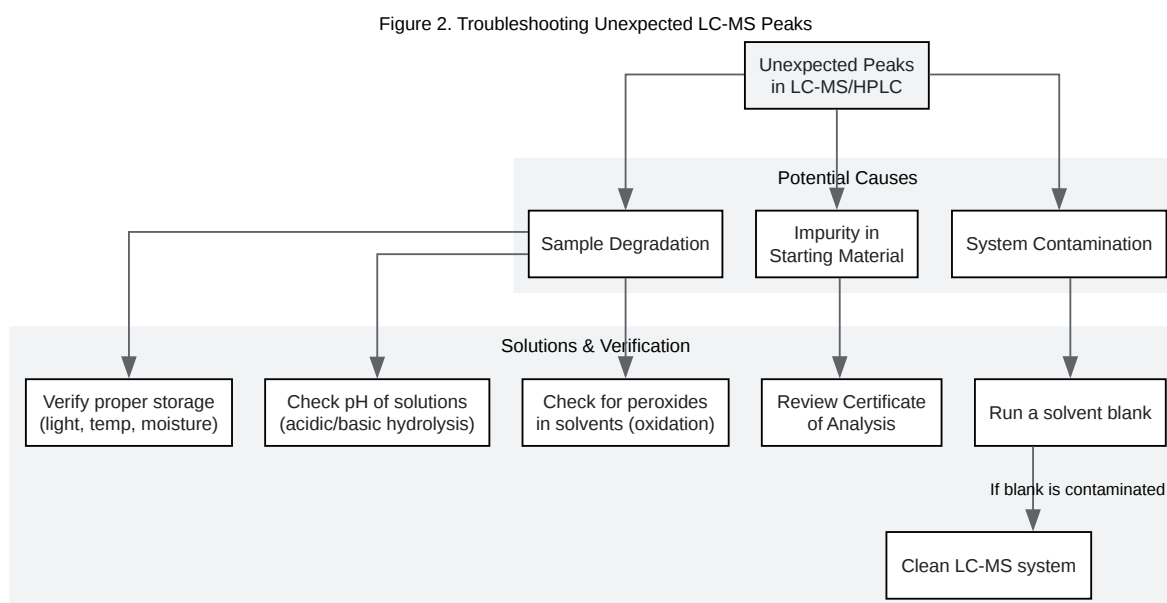 Figure 2. Troubleshooting Unexpected LC-MS Peaks
Unexpected Peaks
in LC-MS/HPLC
Potential Causes
Sample Degradation
Impurity in
Starting Material
System Contamination
Solutions & Verification
Verify proper storage
(light, temp, moisture)
Check pH of solutions
(acidic/basic hydrolysis)
Check for peroxides
in solvents (oxidation)
Review Certificate
of Analysis
Run a solvent blank
If blank is contaminated
Clean LC-MS system